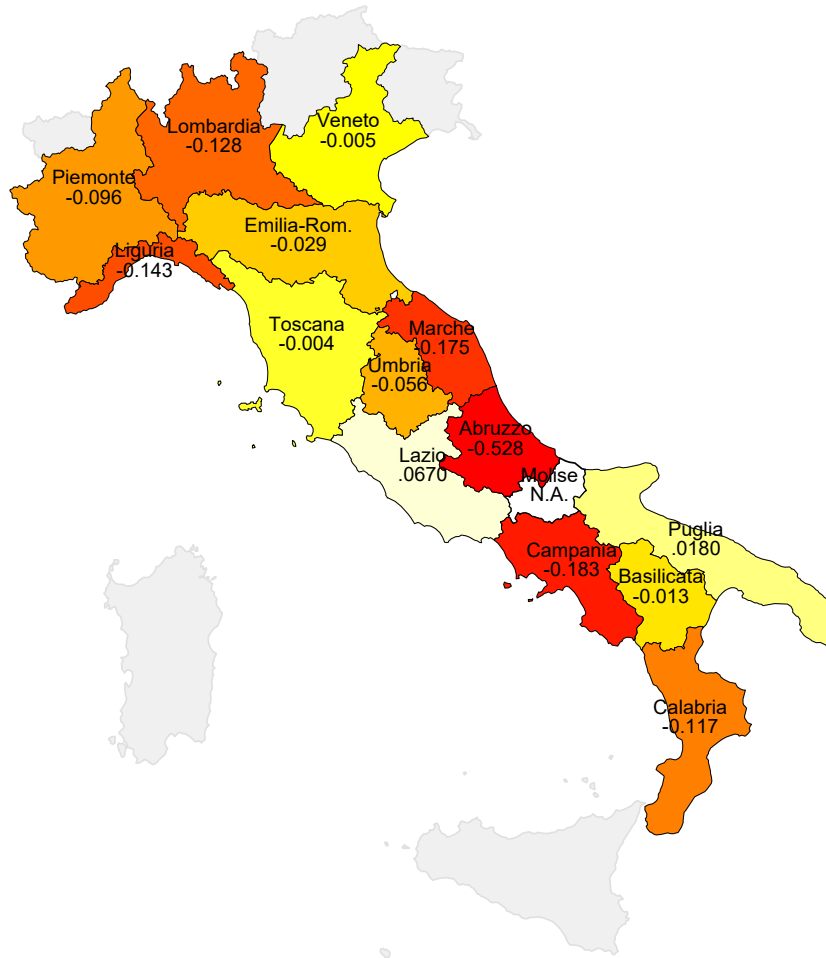 Veneto
-0.005
Lombardia
-0.128
Piemonte
-0.096
Emilia-Rom.
-0.029
Liguria
-0.143
Toscana
-0.004
Marche
-0.175
Umbria
-0.056
Abruzzo
-0.528
Lazio
.0670
Molise
N.A.
Puglia
.0180
Campania
-0.183
Basilicata
-0.013
Calabria
-0.117